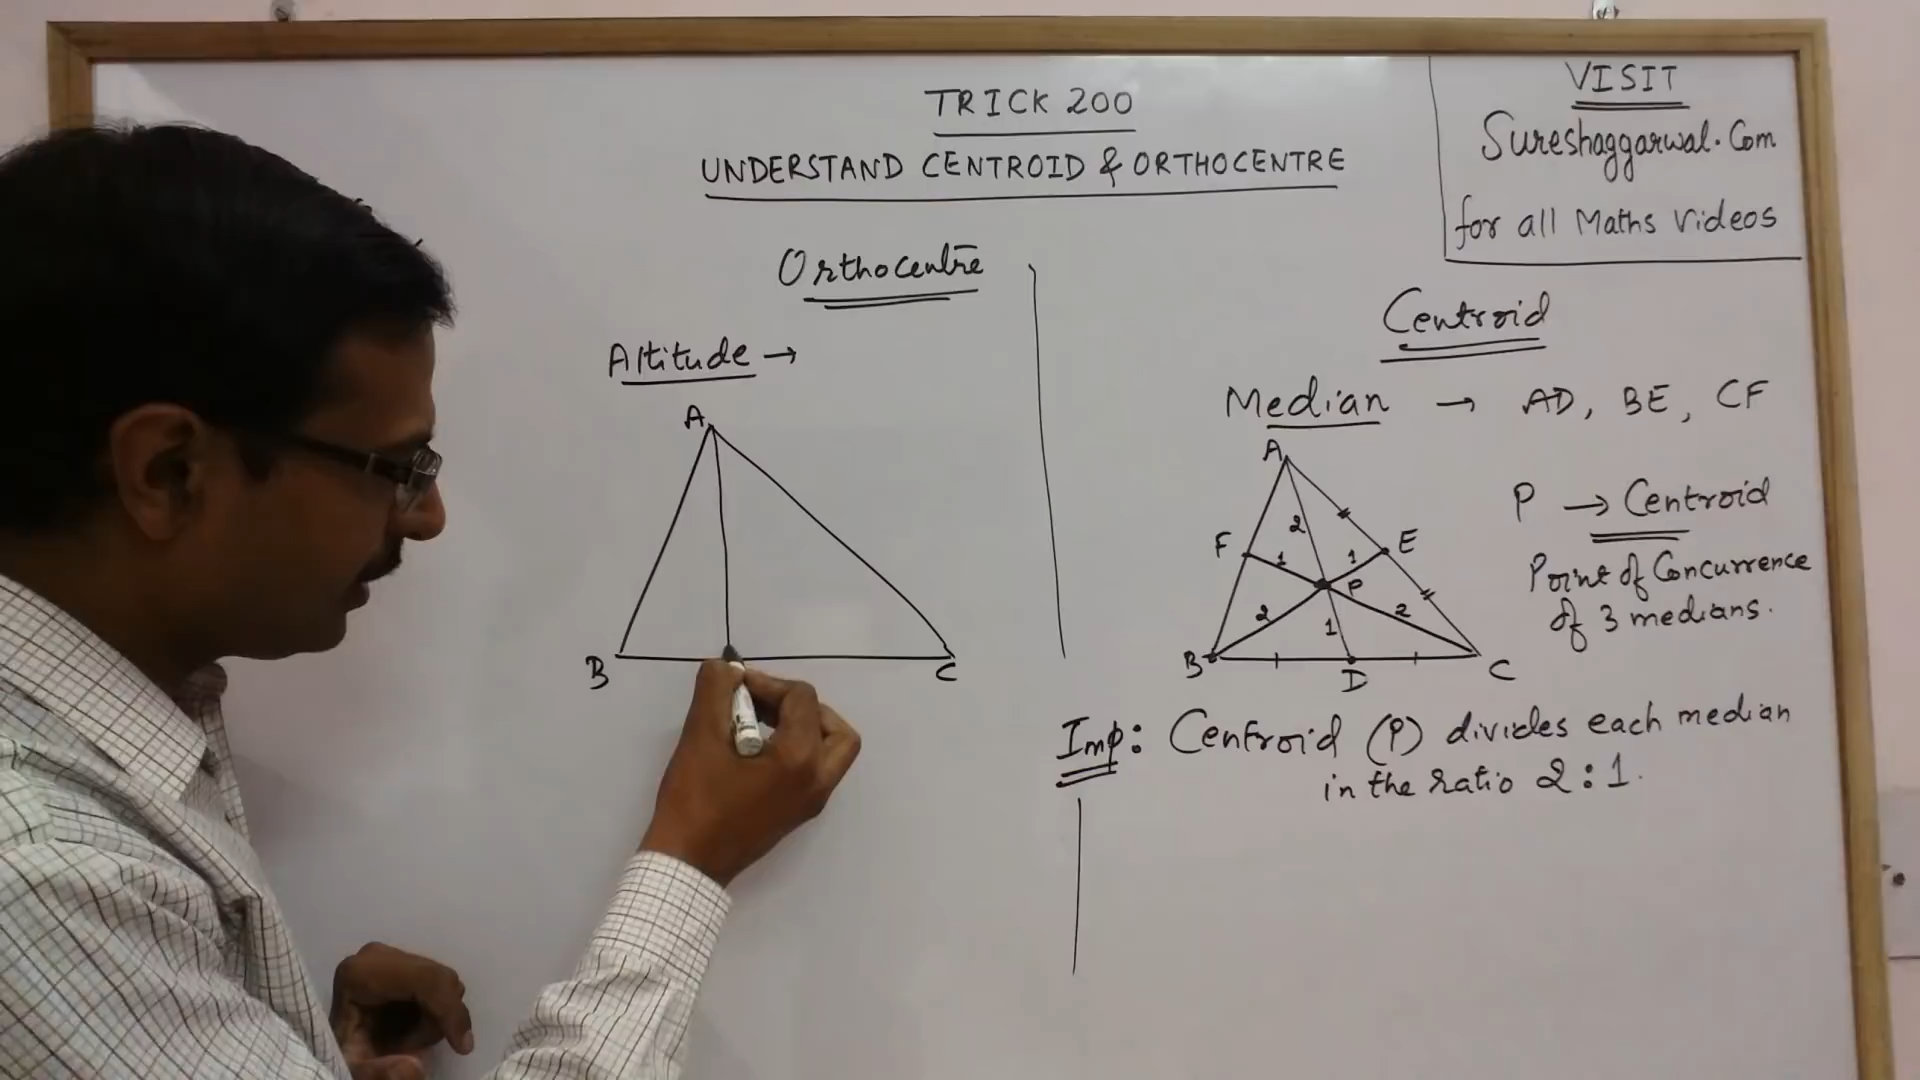 TRICK 200
UNDERSTAND CENTROID & ORTHOCENTRE
VISIT
Sureshaggarwal.Com
for all Maths Videos
Orthocentre
Altitude →
A
B
C
Centroid
Median → AD, BE, CF
A
F
E
2
1
1
P
2
2
1
B
D
C
P → Centroid
Point of Concurrence
of 3 medians.
Imp: Centroid (P) divides each median
in the ratio 2:1.